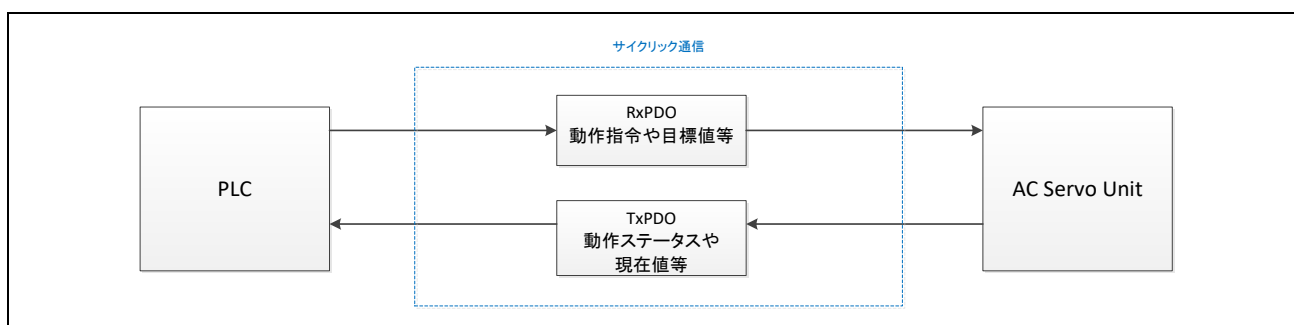 サイクリック通信
RxPDO
動作指令や目標値等
PLC
AC Servo Unit
TxPDO
動作ステータスや
現在値等